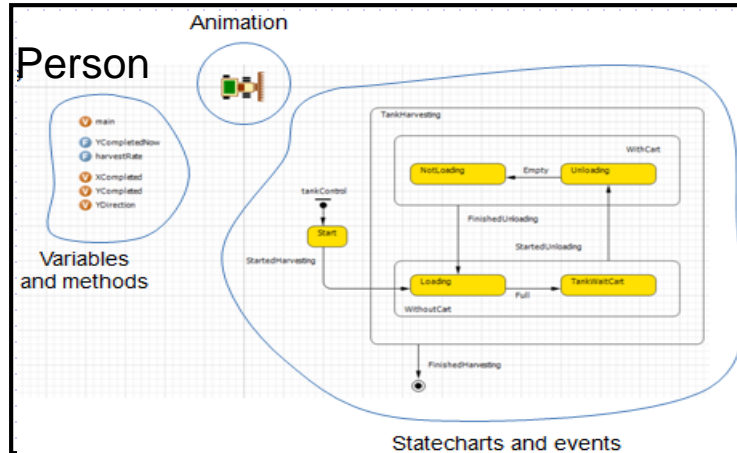 Animation
Person
main
YCompletedNow
harvestRate
XCompleted
YCompleted
YDirection
Variables
and methods
TankHarvesting
WithCart
NotLoading
Empty
Unloading
tankControl
Start
FinishedUnloading
StartedHarvesting
StartedUnloading
Loading
Full
TankWaitCart
WithoutCart
FinishedHarvesting
Statecharts and events